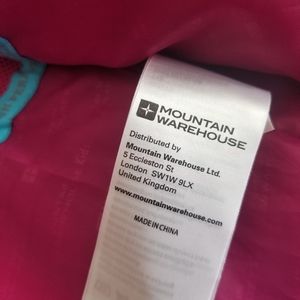 MOUNTAIN
WAREHOUSE
Distributed by
Mountain Warehouse Ltd.
5 Eccleston St
London  SW1W 9LX
United Kingdom
www.mountainwarehouse.com
MADE IN CHINA